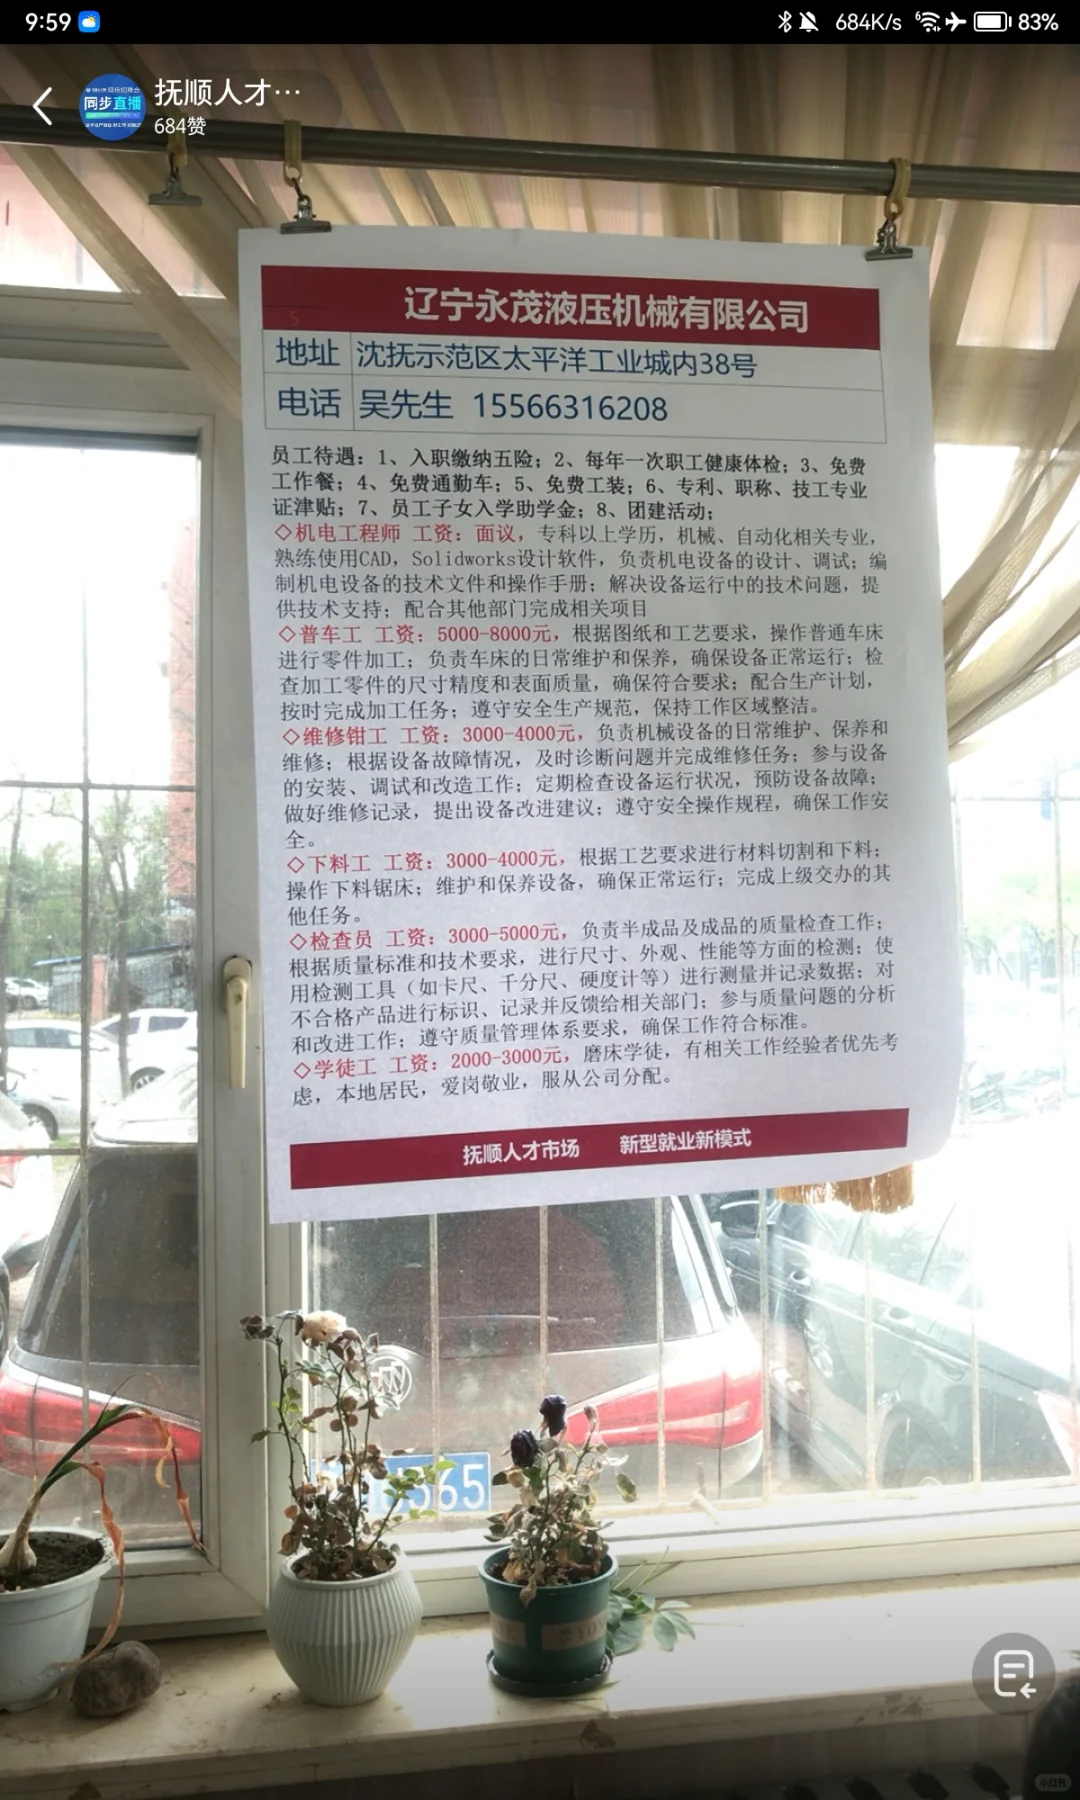 9:59
684K/s
83%
抚顺人才…
684赞
同步直播
辽宁永茂液压机械有限公司
地址 沈抚示范区太平洋工业城内38号
电话 吴先生 15566316208
员工待遇：1、入职缴纳五险；2、每年一次职工健康体检；3、免费
工作餐；4、免费通勤车；5、免费工装；6、专利、职称、技工专业
证津贴；7、员工子女入学助学金；8、团建活动；
◇机电工程师 工资：面议，专科以上学历，机械、自动化相关专业，
熟练使用CAD，Solidworks设计软件，负责机电设备的设计、调试；编
制机电设备的技术文件和操作手册；解决设备运行中的技术问题，提
供技术支持；配合其他部门完成相关项目
◇普车工 工资：5000-8000元，根据图纸和工艺要求，操作普通车床
进行零件加工；负责车床的日常维护和保养，确保设备正常运行；检
查加工零件的尺寸精度和表面质量，确保符合要求；配合生产计划，
按时完成加工任务；遵守安全生产规范，保持工作区域整洁。
◇维修钳工 工资：3000-4000元，负责机械设备的日常维护、保养和
维修；根据设备故障情况，及时诊断问题并完成维修任务；参与设备
的安装、调试和改造工作；定期检查设备运行状况，预防设备故障；
做好维修记录，提出设备改进建议；遵守安全操作规程，确保工作安
全。
◇下料工 工资：3000-4000元，根据工艺要求进行材料切割和下料；
操作下料锯床；维护和保养设备，确保正常运行；完成上级交办的其
他任务。
◇检查员 工资：3000-5000元，负责半成品及成品的质量检查工作；
根据质量标准和技术要求，进行尺寸、外观、性能等方面的检测；使
用检测工具（如卡尺、千分尺、硬度计等）进行测量并记录数据；对
不合格产品进行标识、记录并反馈给相关部门；参与质量问题的分析
和改进工作；遵守质量管理体系要求，确保工作符合标准。
◇学徒工 工资：2000-3000元，磨床学徒，有相关工作经验者优先考
虑，本地居民，爱岗敬业，服从公司分配。
抚顺人才市场 新型就业新模式
565
小红书